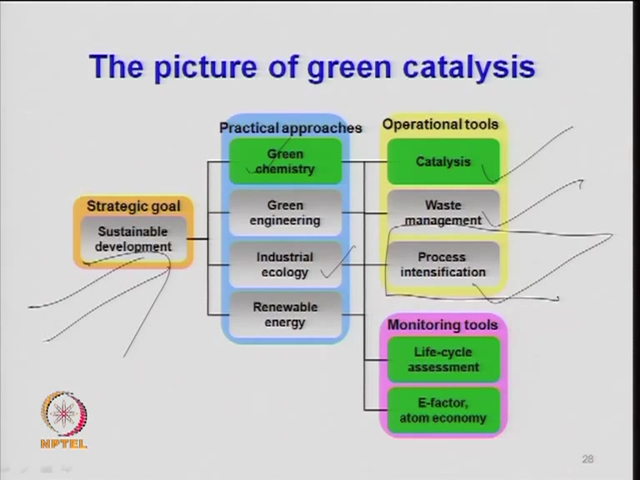 The picture of green catalysis
Practical approaches
Operational tools
Green
chemistry
Catalysis
Strategic goal
Green
engineering
Waste
management
Sustainable
development
Industrial
ecology
Process
intensification
Renewable
energy
Monitoring tools
Life-cycle
assessment
E-factor,
atom economy
NPTEL
28